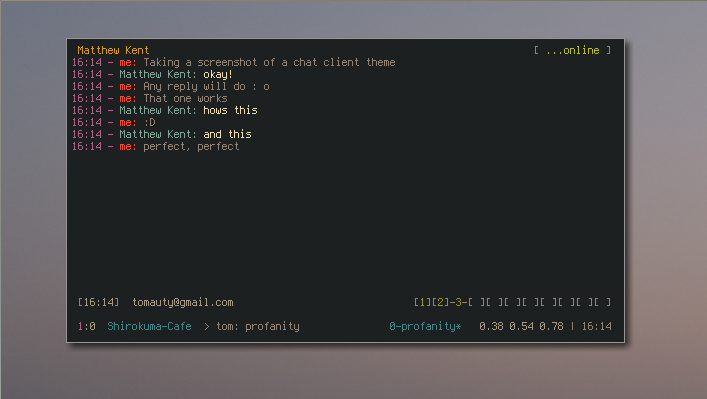 Matthew Kent [ ...online ]
16:14 - me: Taking a screenshot of a chat client theme
16:14 - Matthew Kent: okay!
16:14 - me: Any reply will do : o
16:14 - me: That one works
16:14 - Matthew Kent: hows this
16:14 - me: :D
16:14 - Matthew Kent: and this
16:14 - me: perfect, perfect
[16:14] tomauty@gmail.com [1][2]-3-[ ][ ][ ][ ][ ][ ][ ][ ]
1:0 Shirokuma-Cafe > tom: profanity 0-profanity* 0.38 0.54 0.78 | 16:14